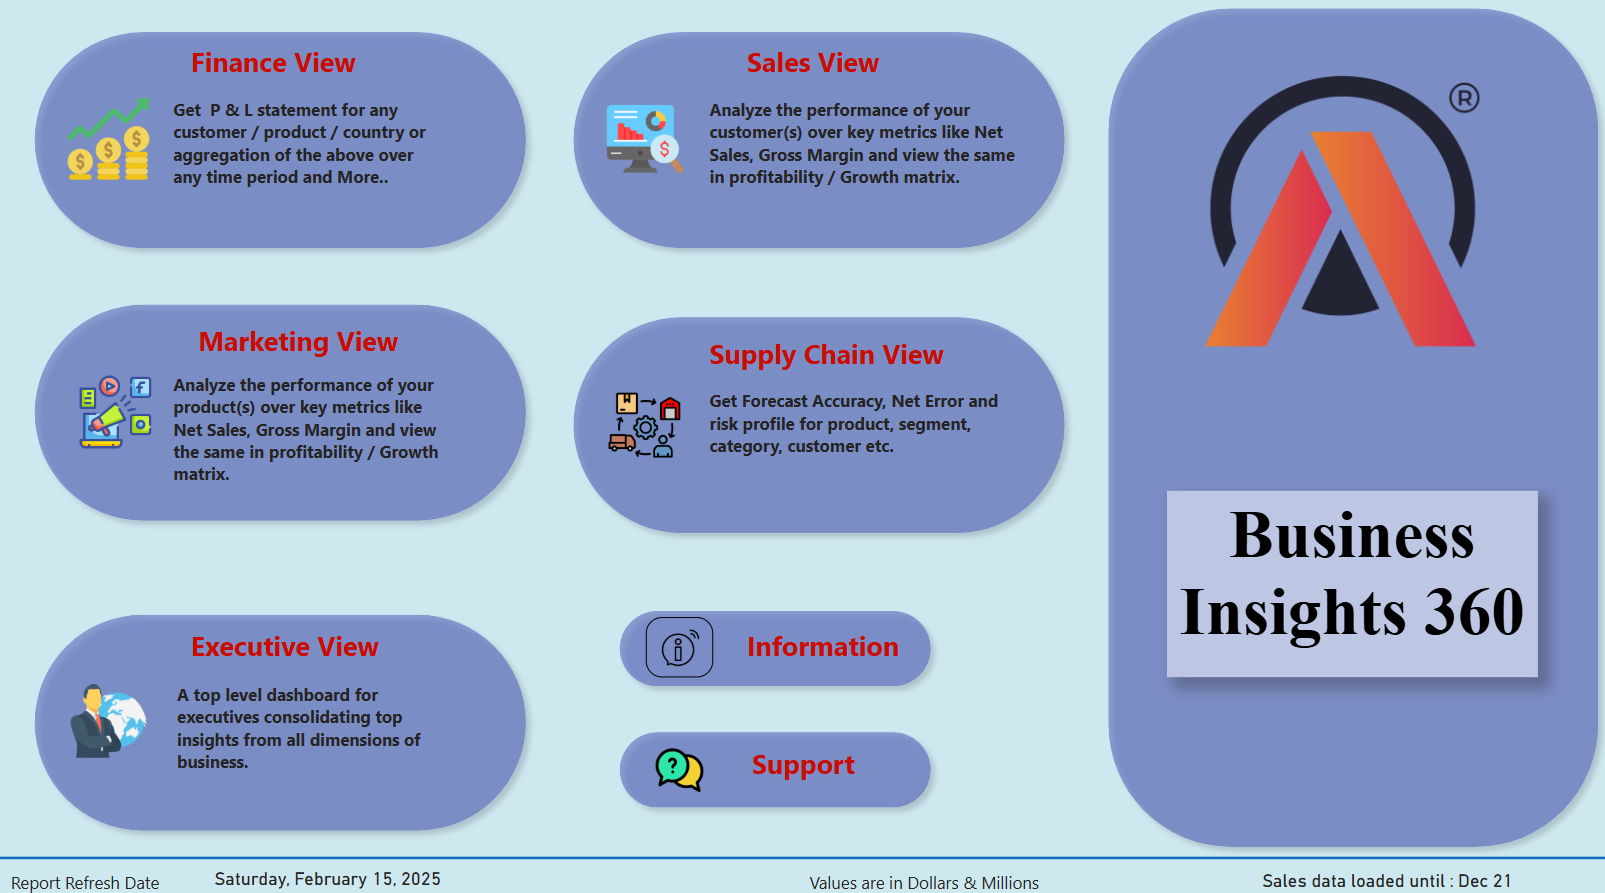 Finance View
Get P & L statement for any
customer / product / country or
aggregation of the above over
any time period and More..
Sales View
Analyze the performance of your
customer(s) over key metrics like Net
Sales, Gross Margin and view the same
in profitability / Growth matrix.
®
Marketing View
Analyze the performance of your
product(s) over key metrics like
Net Sales, Gross Margin and view
the same in profitability / Growth
matrix.
Supply Chain View
Get Forecast Accuracy, Net Error and
risk profile for product, segment,
category, customer etc.
Business
Insights 360
Executive View
A top level dashboard for
executives consolidating top
insights from all dimensions of
business.
Information
Support
Report Refresh Date
Saturday, February 15, 2025
Values are in Dollars & Millions
Sales data loaded until : Dec 21